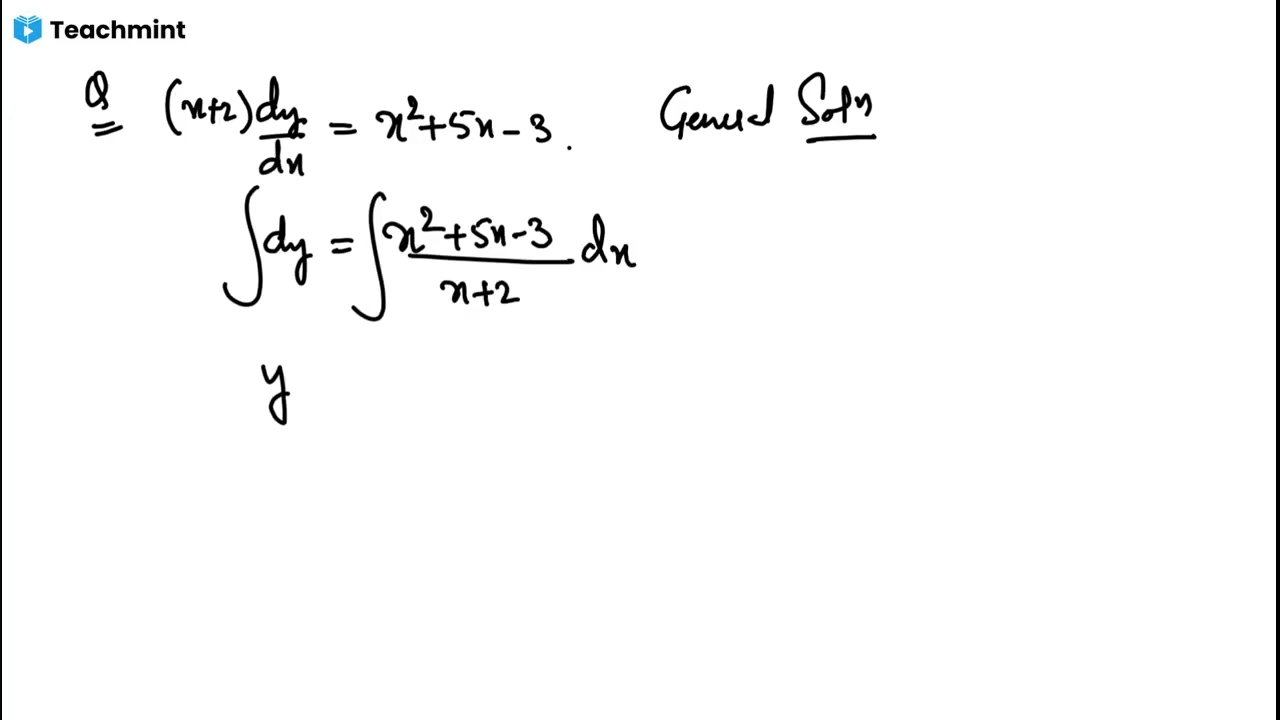 Teachmint
Q (x+2) dy/dx = x²+5x-3. General Soln
∫dy = ∫ (x²+5x-3)/(x+2) dx
y